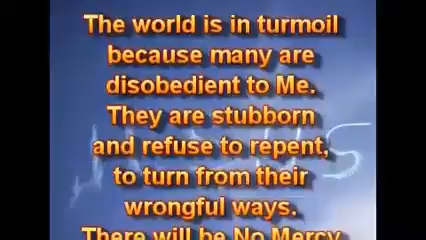 The world is in turmoil
because many are
disobedient to Me.
They are stubborn
and refuse to repent,
to turn from their
wrongful ways.
There will be No Mercy